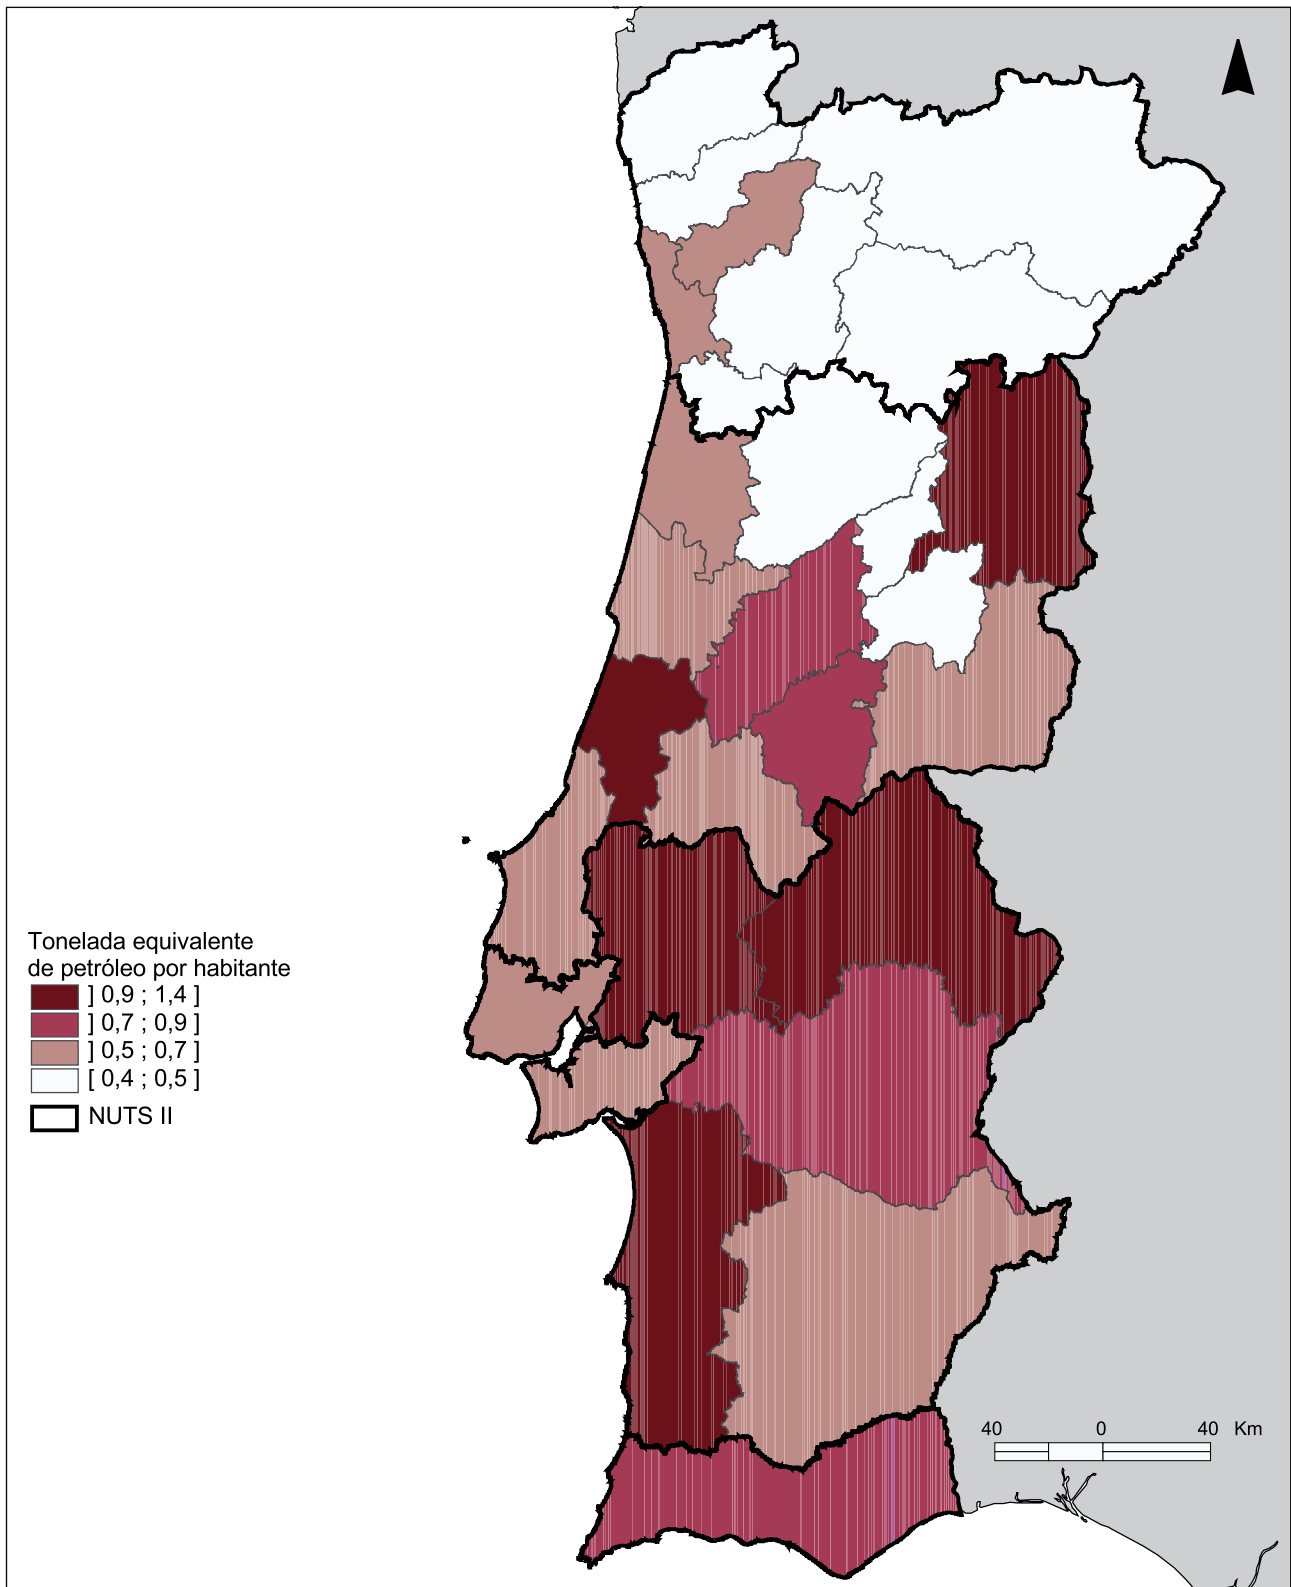 Tonelada equivalente
de petróleo por habitante
] 0,9 ; 1,4 ]
] 0,7 ; 0,9 ]
] 0,5 ; 0,7 ]
[ 0,4 ; 0,5 ]
NUTS II
40 0 40 Km